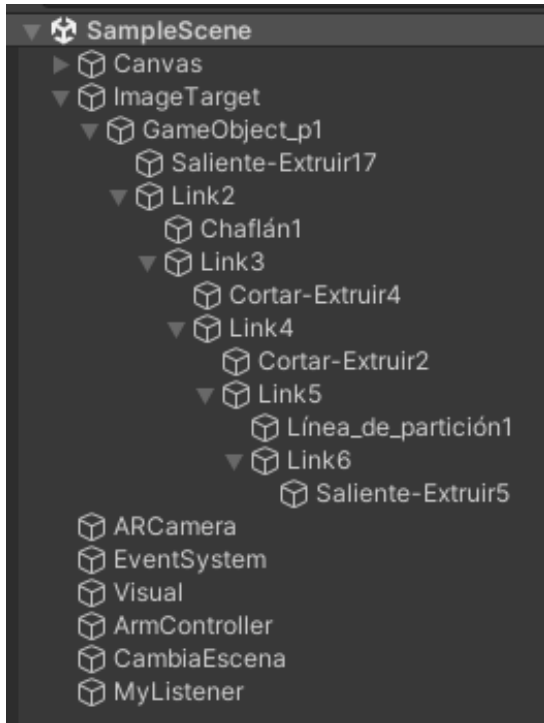 SampleScene
Canvas
ImageTarget
GameObject_p1
Saliente-Extruir17
Link2
Chaflán1
Link3
Cortar-Extruir4
Link4
Cortar-Extruir2
Link5
Línea_de_partición1
Link6
Saliente-Extruir5
ARCamera
EventSystem
Visual
ArmController
CambiaEscena
MyListener